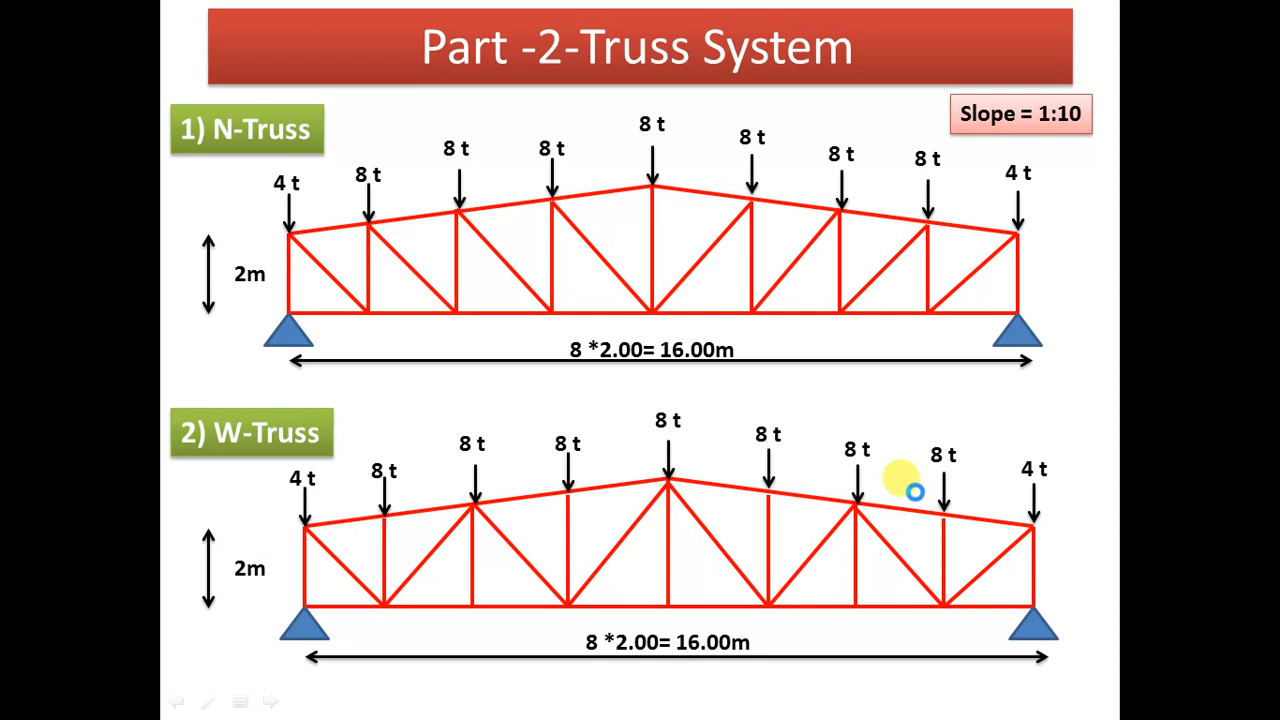 Part -2-Truss System
Slope = 1:10
1) N-Truss
4 t
8 t
8 t
8 t
8 t
8 t
8 t
8 t
4 t
2m
8 *2.00= 16.00m
2) W-Truss
4 t
8 t
8 t
8 t
8 t
8 t
8 t
8 t
4 t
2m
8 *2.00= 16.00m